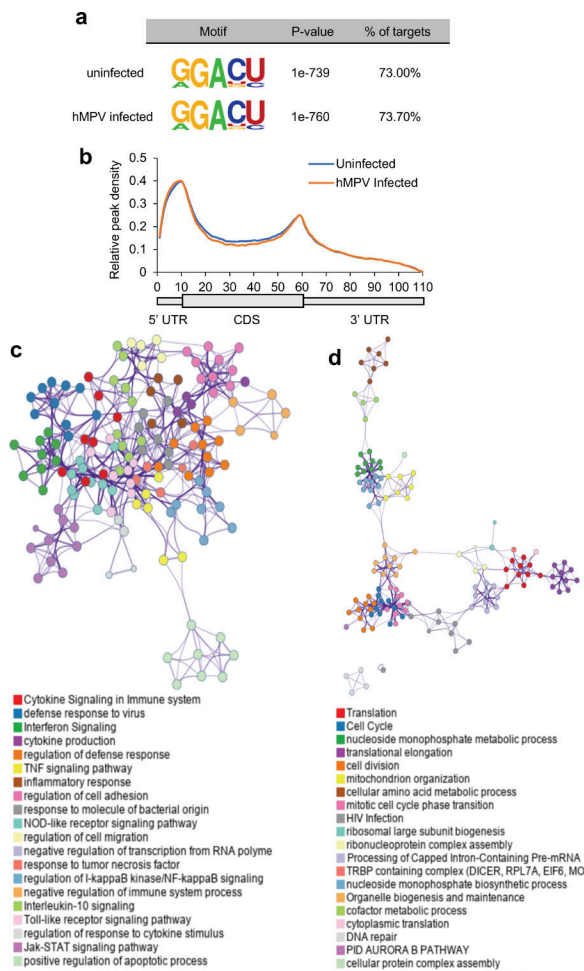 a
Motif P-value % of targets
uninfected GGACU 1e-739 73.00%
hMPV infected GGACU 1e-760 73.70%
b
Relative peak density
0.5
0.4
0.3
0.2
0.1
0
Uninfected
hMPV Infected
0 10 20 30 40 50 60 70 80 90 100 110
5' UTR CDS 3' UTR
c
Cytokine Signaling in Immune system
defense response to virus
Interferon Signaling
cytokine production
regulation of defense response
TNF signaling pathway
inflammatory response
regulation of cell adhesion
response to molecule of bacterial origin
NOD-like receptor signaling pathway
regulation of cell migration
negative regulation of transcription from RNA polyme
response to tumor necrosis factor
regulation of I-kappaB kinase/NF-kappaB signaling
negative regulation of immune system process
Interleukin-10 signaling
Toll-like receptor signaling pathway
regulation of response to cytokine stimulus
Jak-STAT signaling pathway
positive regulation of apoptotic process
d
Translation
Cell Cycle
nucleoside monophosphate metabolic process
translational elongation
cell division
mitochondrion organization
cellular amino acid metabolic process
mitotic cell cycle phase transition
HIV Infection
ribosomal large subunit biogenesis
ribonucleoprotein complex assembly
Processing of Capped Intron-Containing Pre-mRNA
TRBP containing complex (DICER, RPL7A, EIF6, MO
nucleoside monophosphate biosynthetic process
Organelle biogenesis and maintenance
cofactor metabolic process
cytoplasmic translation
DNA repair
PID AURORA B PATHWAY
cellular protein complex assembly